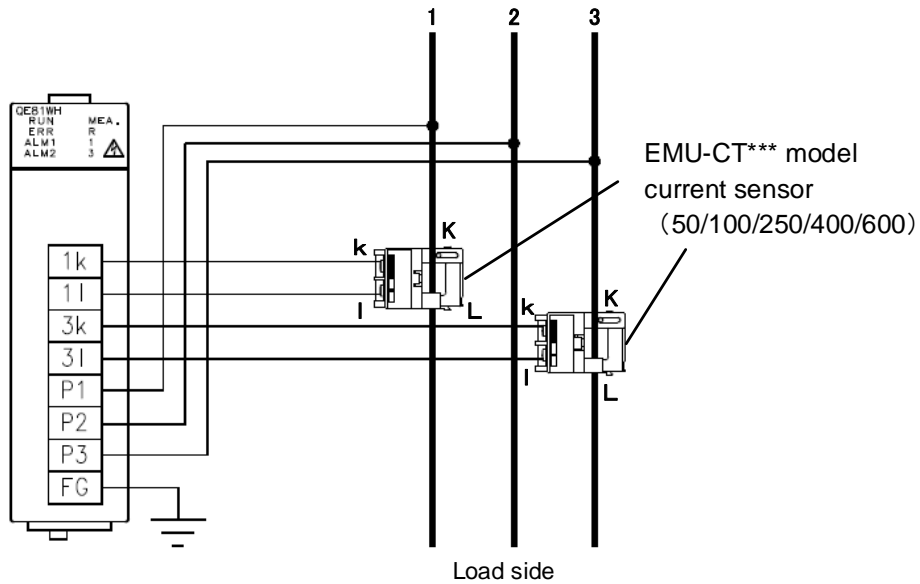 1 2 3
QE81WH
RUN MEA.
ERR R
ALM1 1
ALM2 3
EMU-CT*** model
current sensor
（50/100/250/400/600）
k K
l L
k K
l L
1k
1l
3k
3l
P1
P2
P3
FG
Load side